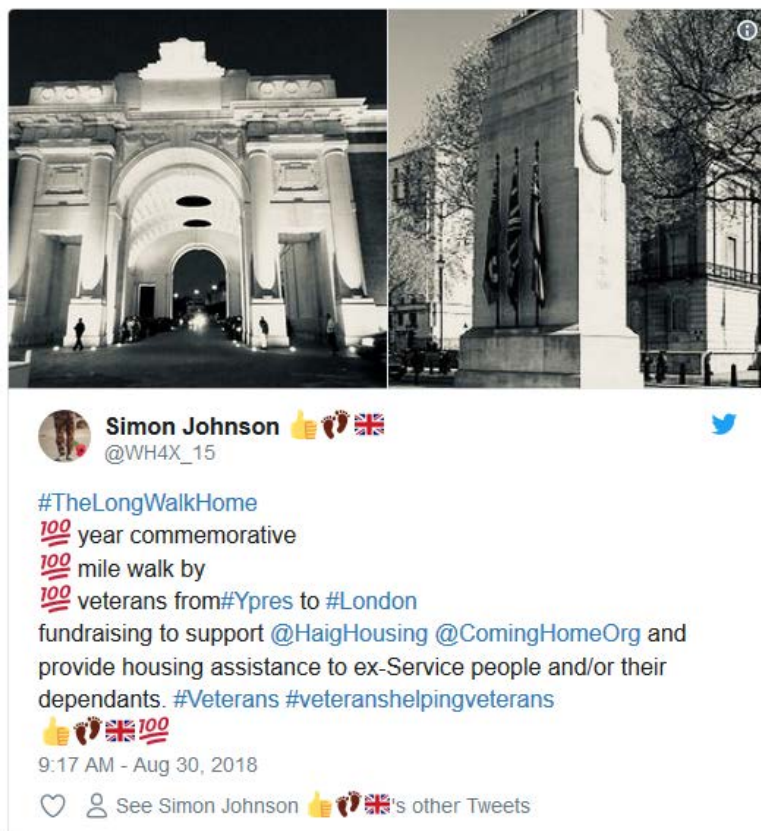 Simon Johnson 👍👣🇬🇧
@WH4X_15
#TheLongWalkHome
💯 year commemorative
💯 mile walk by
💯 veterans from#Ypres to #London
fundraising to support @HaigHousing @ComingHomeOrg and
provide housing assistance to ex-Service people and/or their
dependants. #Veterans #veteranshelpingveterans
👍👣🇬🇧💯
9:17 AM - Aug 30, 2018
See Simon Johnson 👍👣🇬🇧's other Tweets